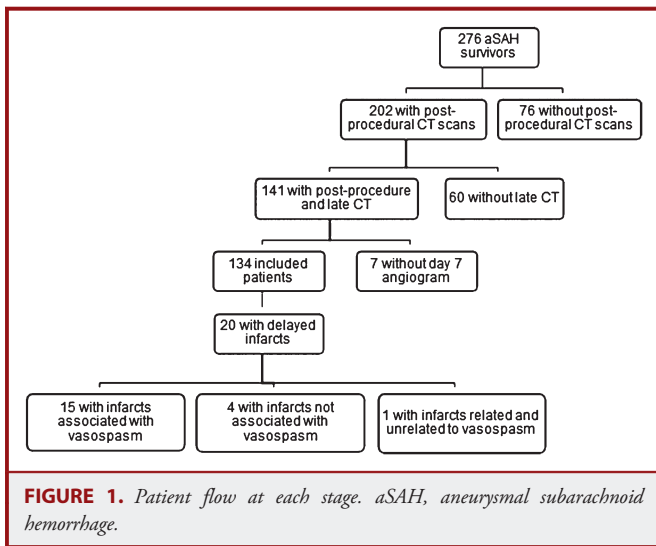 276 aSAH
survivors
202 with post-
procedural CT scans
76 without post-
procedural CT scans
141 with post-procedure
and late CT
60 without late CT
134 included
patients
7 without day 7
angiogram
20 with delayed
infarcts
15 with infarcts
associated with
vasospasm
4 with infarcts not
associated with
vasospasm
1 with infarcts related and
unrelated to vasospasm
FIGURE 1. Patient flow at each stage. aSAH, aneurysmal subarachnoid
hemorrhage.